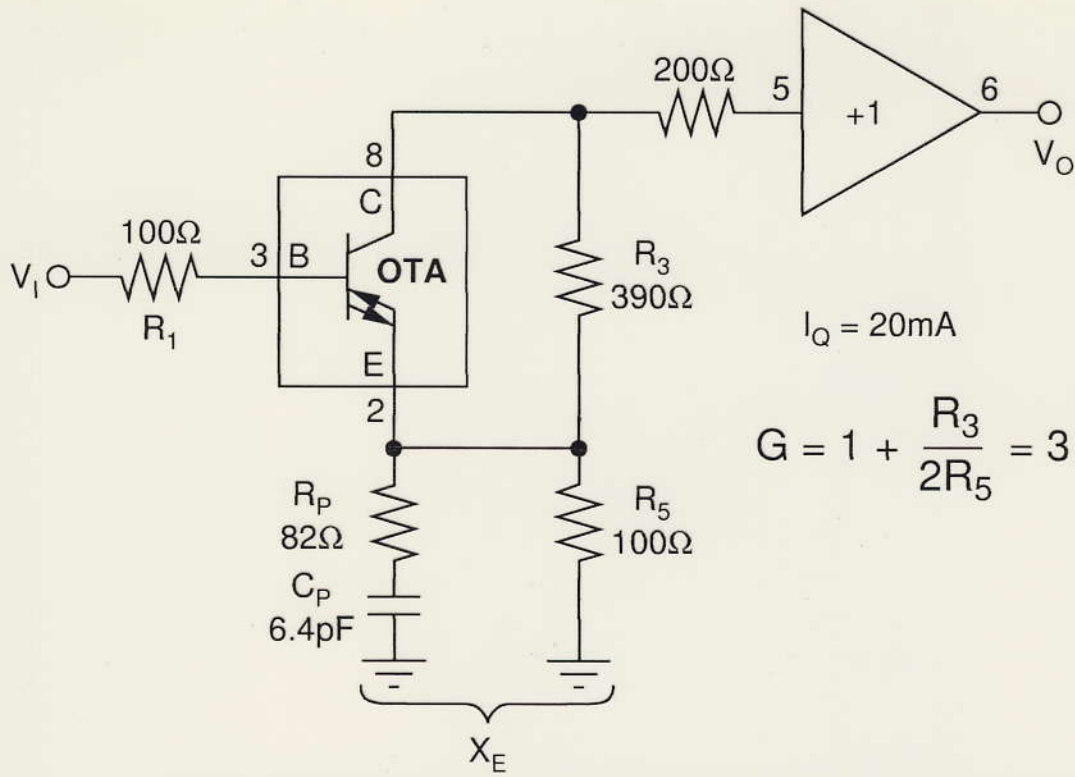 200Ω
5
+1
6
V_O
8
C
100Ω
3
B
OTA
V_I
R_1
R_3
390Ω
I_Q = 20mA
E
2
G = 1 + R_3 / 2R_5 = 3
R_P
82Ω
R_5
100Ω
C_P
6.4pF
X_E